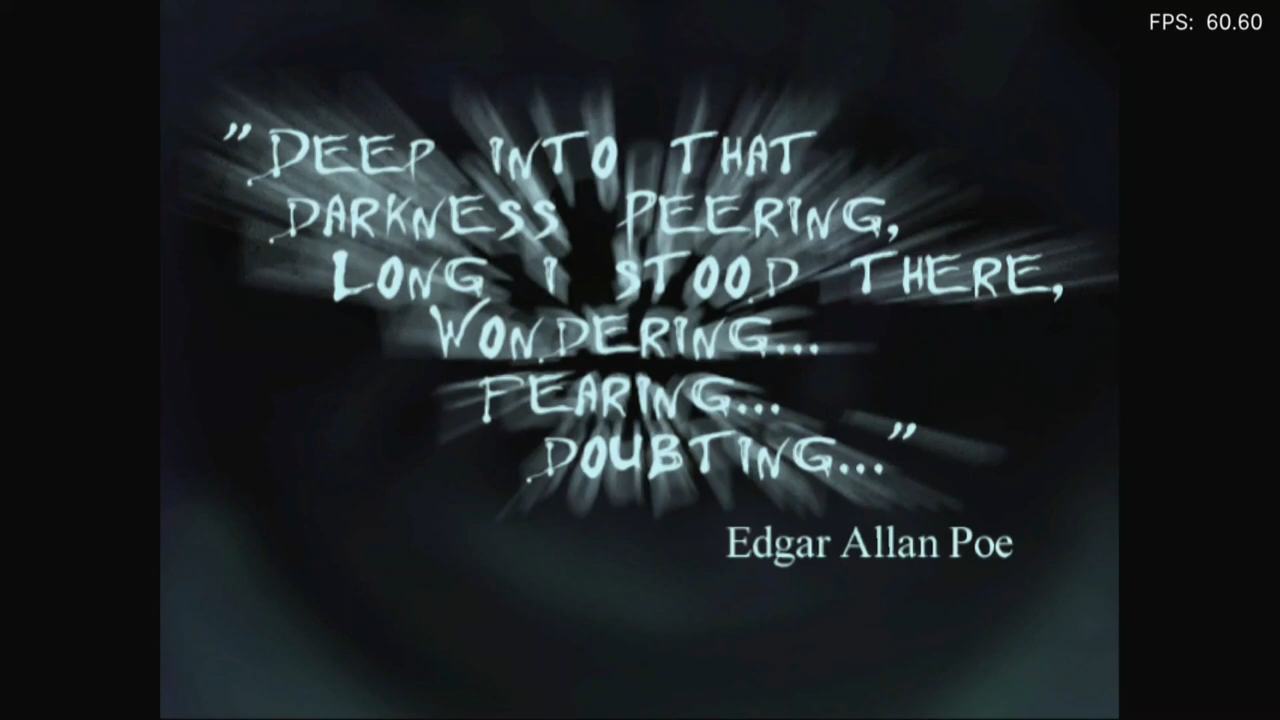 FPS: 60.60
"DEEP INTO THAT
DARKNESS PEERING,
LONG I STOOD THERE,
WONDERING...
FEARING...
DOUBTING..."
Edgar Allan Poe